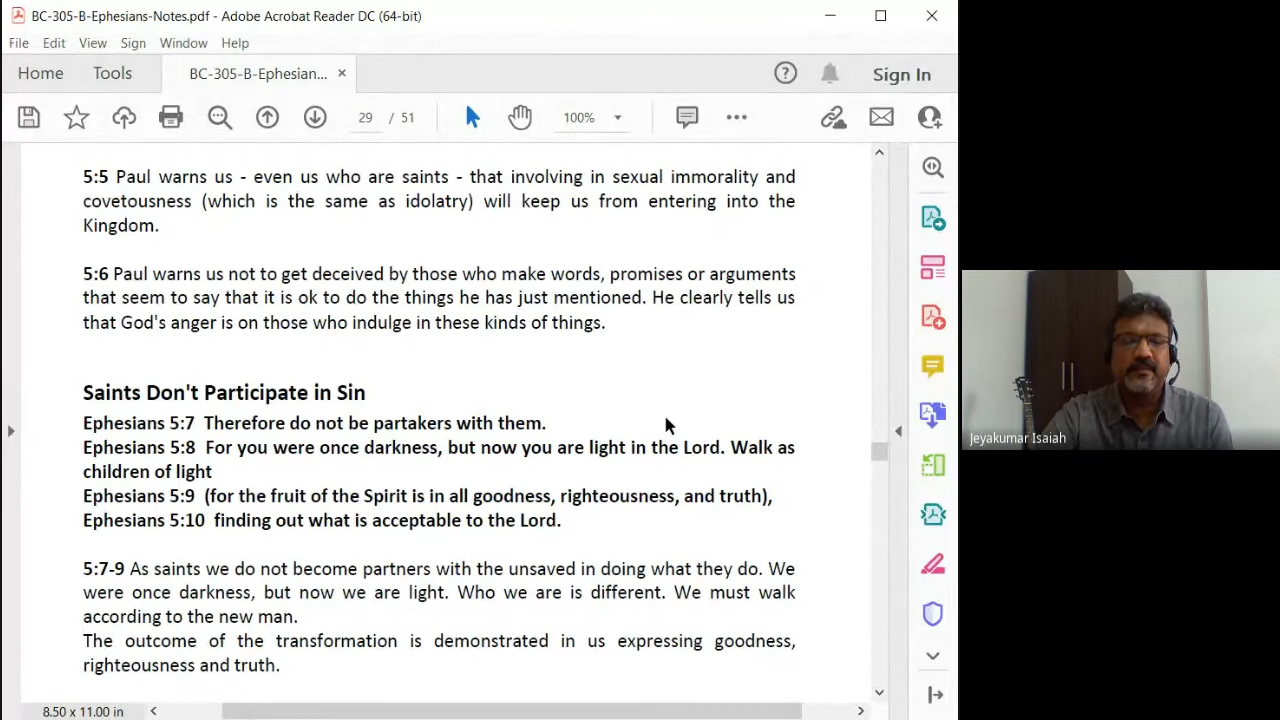 BC-305-B-Ephesians-Notes.pdf - Adobe Acrobat Reader DC (64-bit)
File Edit View Sign Window Help
Home Tools BC-305-B-Ephesian... Sign In
29 / 51 100%
5:5 Paul warns us - even us who are saints - that involving in sexual immorality and
covetousness (which is the same as idolatry) will keep us from entering into the
Kingdom.
5:6 Paul warns us not to get deceived by those who make words, promises or arguments
that seem to say that it is ok to do the things he has just mentioned. He clearly tells us
that God's anger is on those who indulge in these kinds of things.
Saints Don't Participate in Sin
Ephesians 5:7 Therefore do not be partakers with them.
Ephesians 5:8 For you were once darkness, but now you are light in the Lord. Walk as
children of light
Ephesians 5:9 (for the fruit of the Spirit is in all goodness, righteousness, and truth),
Ephesians 5:10 finding out what is acceptable to the Lord.
5:7-9 As saints we do not become partners with the unsaved in doing what they do. We
were once darkness, but now we are light. Who we are is different. We must walk
according to the new man.
The outcome of the transformation is demonstrated in us expressing goodness,
righteousness and truth.
8.50 x 11.00 in
Jeyakumar Isaiah